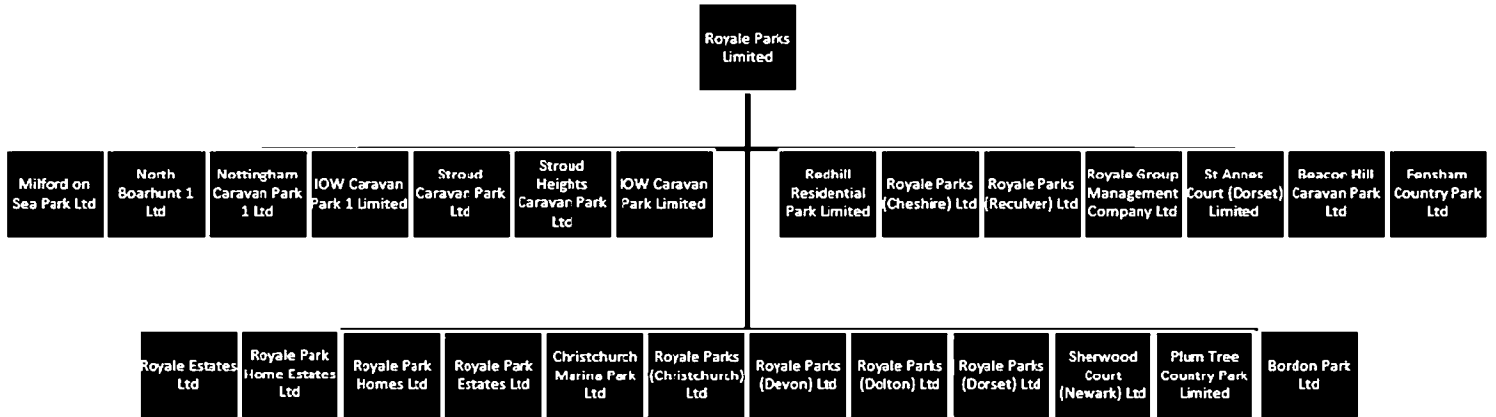 Royale Parks
Limited
Milford on
Sea Park Ltd
North
Boarhunt 1
Ltd
Nottingham
Caravan Park
1 Ltd
IOW Caravan
Park 1 Limited
Stroud
Caravan Park
Ltd
Stroud
Heights
Caravan Park
Ltd
IOW Caravan
Park Limited
Redhill
Residential
Park Limited
Royale Parks
(Cheshire) Ltd
Royale Parks
(Reculver) Ltd
Royale Group
Management
Company Ltd
St Annes
Court (Dorset)
Limited
Beacon Hill
Caravan Park
Ltd
Fensham
Country Park
Ltd
Royale Estates
Ltd
Royale Park
Home Estates
Ltd
Royale Park
Homes Ltd
Royale Park
Estates Ltd
Christchurch
Marine Park
Ltd
Royale Parks
(Christchurch)
Ltd
Royale Parks
(Devon) Ltd
Royale Parks
(Dolton) Ltd
Royale Parks
(Dorset) Ltd
Sherwood
Court
(Newark) Ltd
Plum Tree
Country Park
Limited
Bordon Park
Ltd